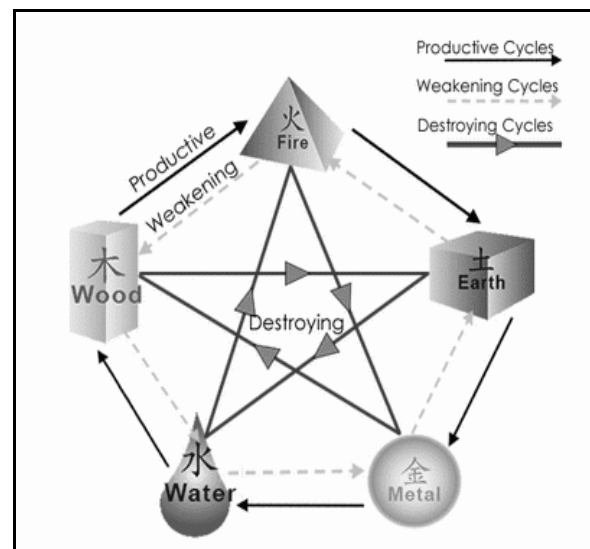 Productive Cycles
Weakening Cycles
Destroying Cycles
火
Fire
Productive
Weakening
木
Wood
土
Earth
Destroying
水
Water
金
Metal